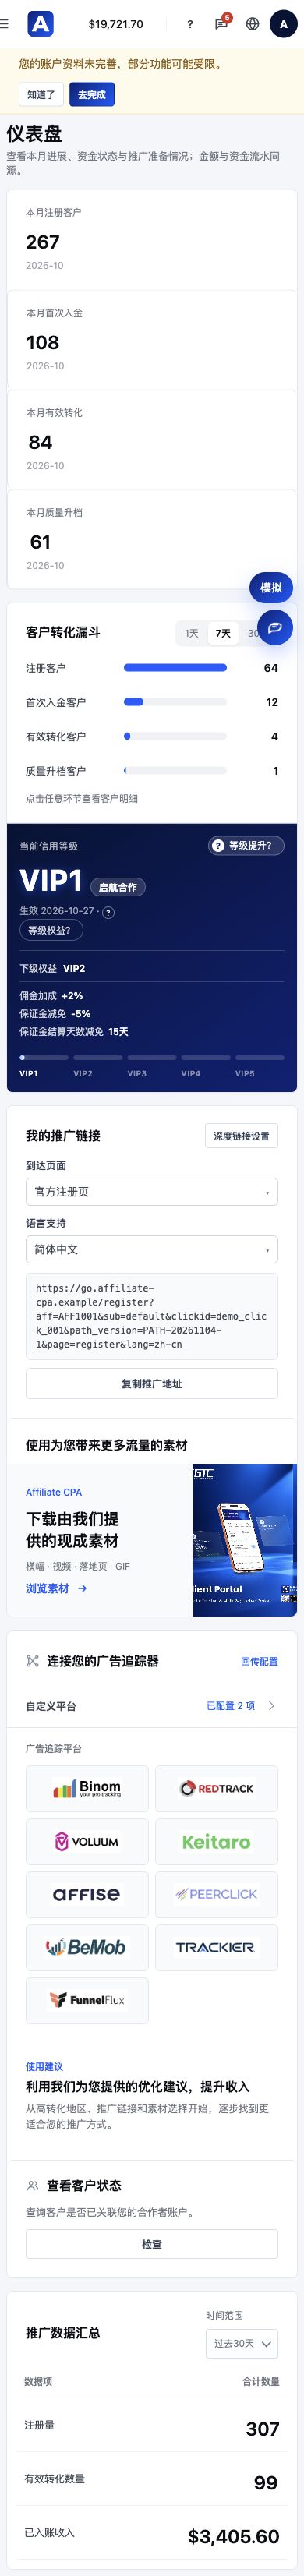 A
$19,721.70
?
6
A
您的账户资料未完善，部分功能可能受限。
知道了
去完成
仪表盘
查看本月进展、资金状态与推广准备情况；金额与资金流水同
源。
本月注册客户
267
2026-10
本月首次入金
108
2026-10
本月有效转化
84
2026-10
本月质量升档
61
2026-10
模拟
客户转化漏斗
1天
7天
30
注册客户
64
首次入金客户
12
有效转化客户
4
质量升档客户
1
点击任意环节查看客户明细
当前信用等级
? 等级提升?
VIP1 启航合作
生效 2026-10-27 · ?
等级权益?
下级权益 VIP2
佣金加成 +2%
保证金减免 -5%
保证金结算天数减免 15天
VIP1 VIP2 VIP3 VIP4 VIP5
我的推广链接
深度链接设置
到达页面
官方注册页
语言支持
简体中文
https://go.affiliate-
cpa.example/register?
aff=AFF1001&sub=default&clickid=demo_clic
k_001&path_version=PATH-20261104-
1&page=register&lang=zh-cn
复制推广地址
使用为您带来更多流量的素材
Affiliate CPA
下载由我们提
供的现成素材
横幅 · 视频 · 落地页 · GIF
浏览素材 →
lient Portal
连接您的广告追踪器
回传配置
自定义平台
已配置 2 项
广告追踪平台
Binom
your pro tracking
REDTRACK
VOLUUM
Keitaro
AFFISE
PEERCLICK
BeMob
TRACKIER
FunnelFlux
使用建议
利用我们为您提供的优化建议，提升收入
从高转化地区、推广链接和素材选择开始，逐步找到更
适合您的推广方式。
查看客户状态
查询客户是否已关联您的合作者账户。
检查
推广数据汇总
时间范围
过去30天
数据项
合计数量
注册量
307
有效转化数量
99
已入账收入
$3,405.60